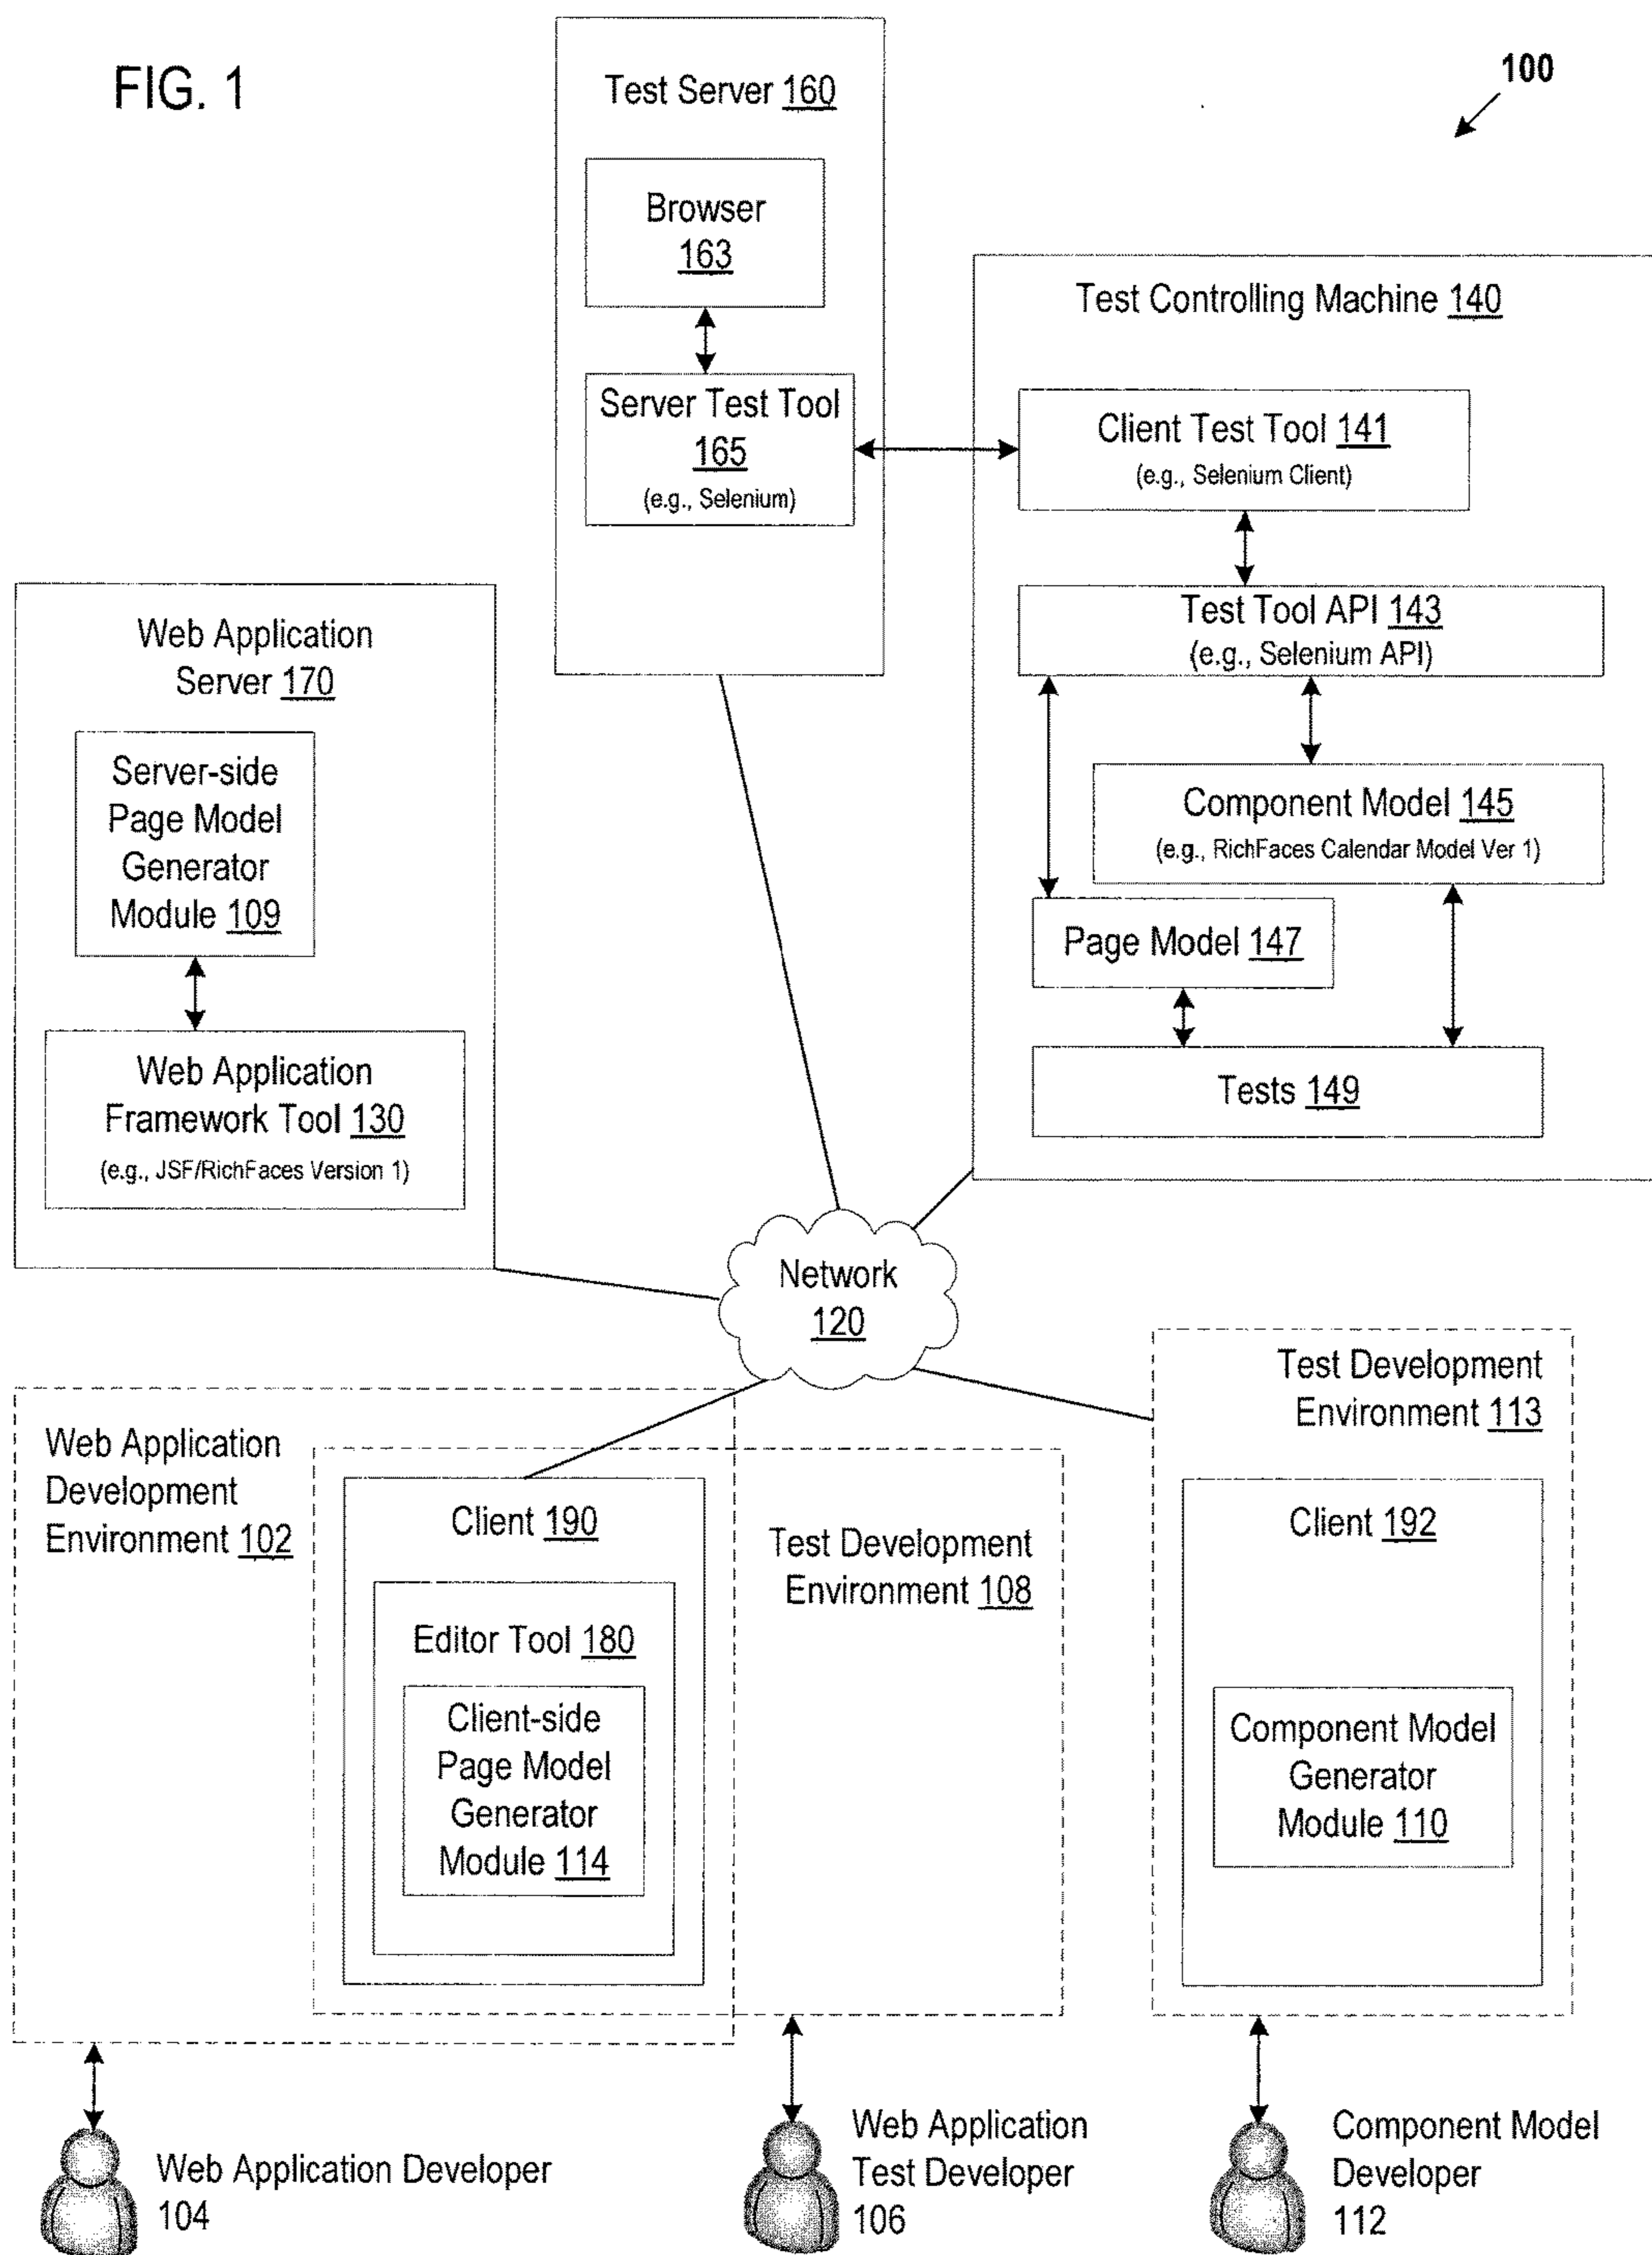 FIG. 1
100
Test Server 160
Browser
163
Server Test Tool
165
(e.g., Selenium)
Test Controlling Machine 140
Client Test Tool 141
(e.g., Selenium Client)
Test Tool API 143
(e.g., Selenium API)
Component Model 145
(e.g., RichFaces Calendar Model Ver 1)
Page Model 147
Tests 149
Web Application
Server 170
Server-side
Page Model
Generator
Module 109
Web Application
Framework Tool 130
(e.g., JSF/RichFaces Version 1)
Network
120
Web Application
Development
Environment 102
Client 190
Editor Tool 180
Client-side
Page Model
Generator
Module 114
Test Development
Environment 108
Test Development
Environment 113
Client 192
Component Model
Generator
Module 110
Web Application Developer
104
Web Application
Test Developer
106
Component Model
Developer
112